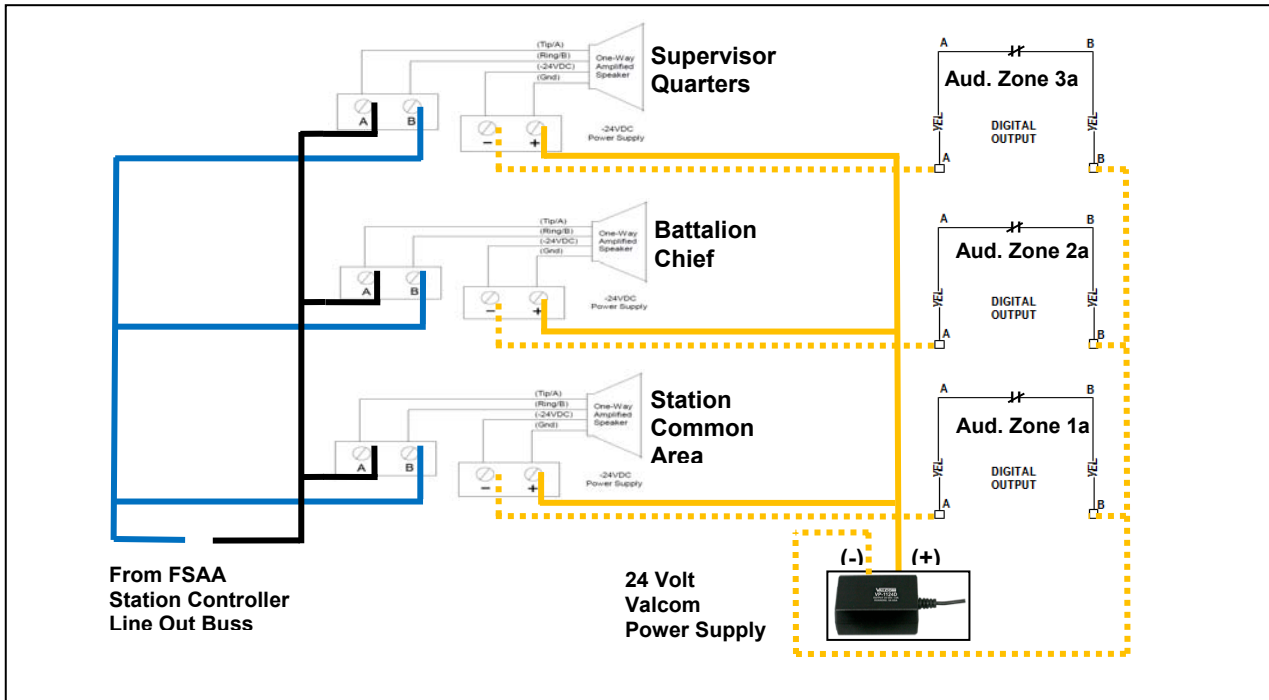 (Tip/A)
(Ring/B)
(-24VDC)
(Gnd)
One-Way
Amplified
Speaker
Supervisor
Quarters
A
B
-24VDC
Power Supply
−
+
A
B
Aud. Zone 3a
YEL
YEL
DIGITAL
OUTPUT
A
B
(Tip/A)
(Ring/B)
(-24VDC)
(Gnd)
One-Way
Amplified
Speaker
Battalion
Chief
A
B
-24VDC
Power Supply
−
+
A
B
Aud. Zone 2a
YEL
YEL
DIGITAL
OUTPUT
A
B
(Tip/A)
(Ring/B)
(-24VDC)
(Gnd)
One-Way
Amplified
Speaker
Station
Common
Area
A
B
-24VDC
Power Supply
−
+
A
B
Aud. Zone 1a
YEL
YEL
DIGITAL
OUTPUT
A
B
From FSAA
Station Controller
Line Out Buss
24 Volt
Valcom
Power Supply
(-)
(+)
VALCOM
VP-1124D